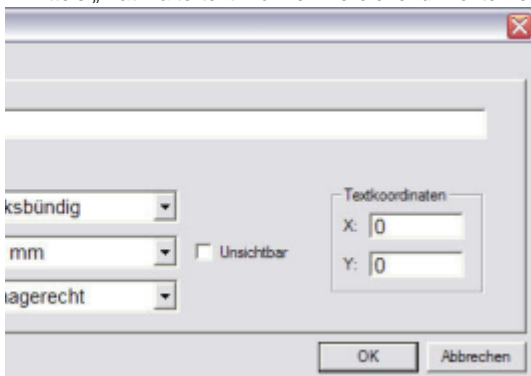 ksbündig
mm
agerecht
Unsichtbar
Textkoordinaten
X: 0
Y: 0
OK
Abbrechen